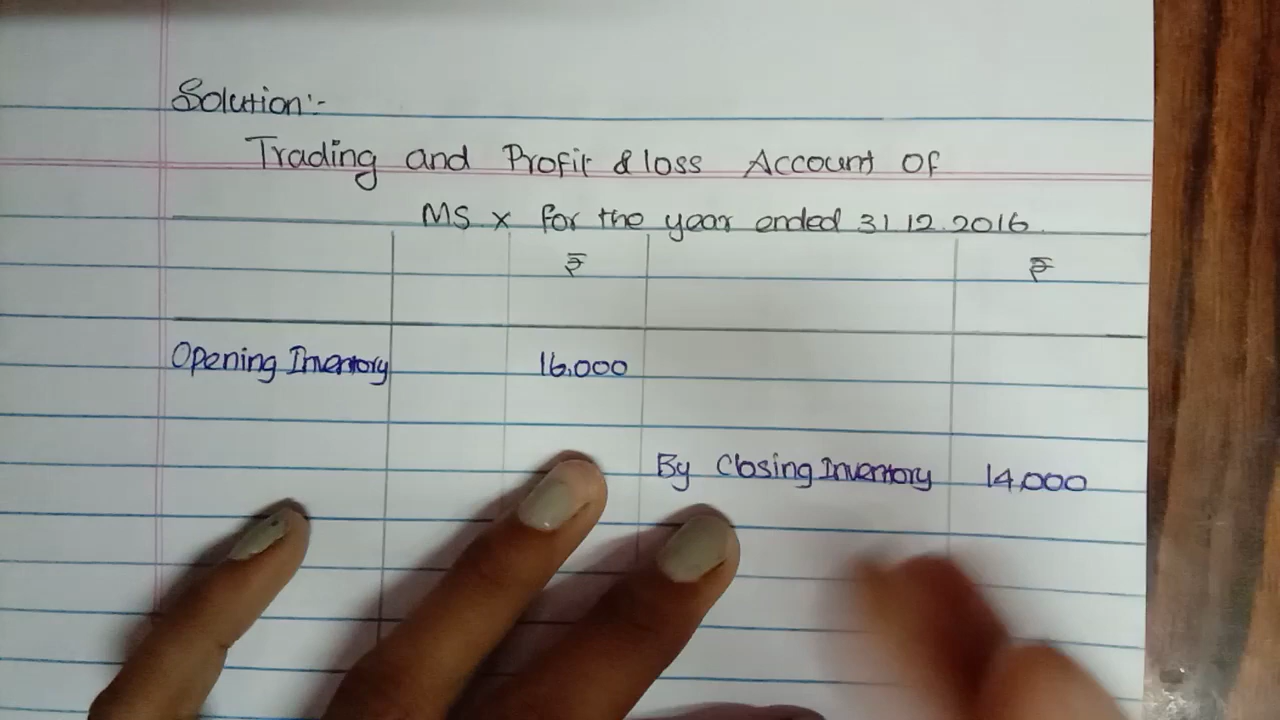 Solution:-
Trading and Profit & loss Account of
MS X for the year ended 31.12.2016.
₹ ₹
Opening Inventory 16,000
By Closing Inventory 14,000